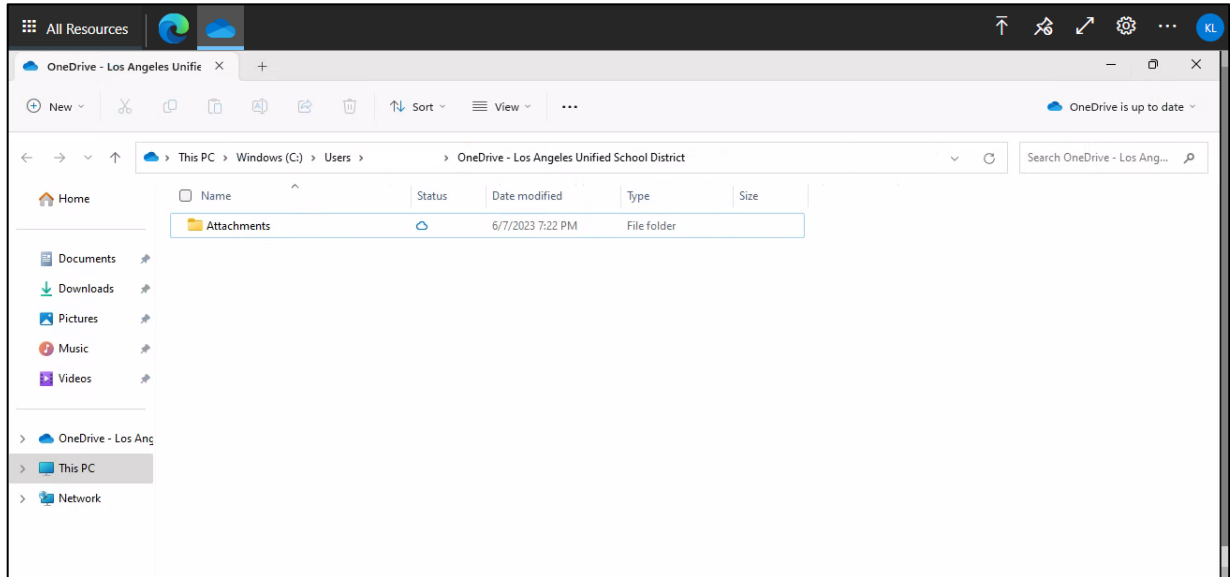 All Resources
KL
OneDrive - Los Angeles Unifie
New
Sort
View
OneDrive is up to date
This PC > Windows (C:) > Users > > OneDrive - Los Angeles Unified School District
Search OneDrive - Los Ang...
Home
Name Status Date modified Type Size
Attachments 6/7/2023 7:22 PM File folder
Documents
Downloads
Pictures
Music
Videos
OneDrive - Los Ang
This PC
Network